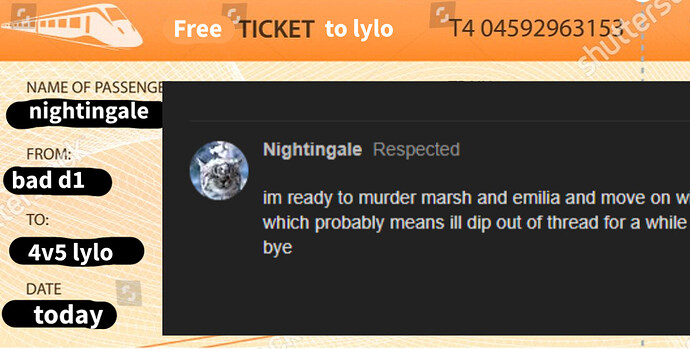 Free TICKET to lylo
T4 04592963153
shutterst
NAME OF PASSENGE
nightingale
FROM:
bad d1
TO:
4v5 lylo
DATE
today
Nightingale Respected
im ready to murder marsh and emilia and move on w
which probably means ill dip out of thread for a while
bye